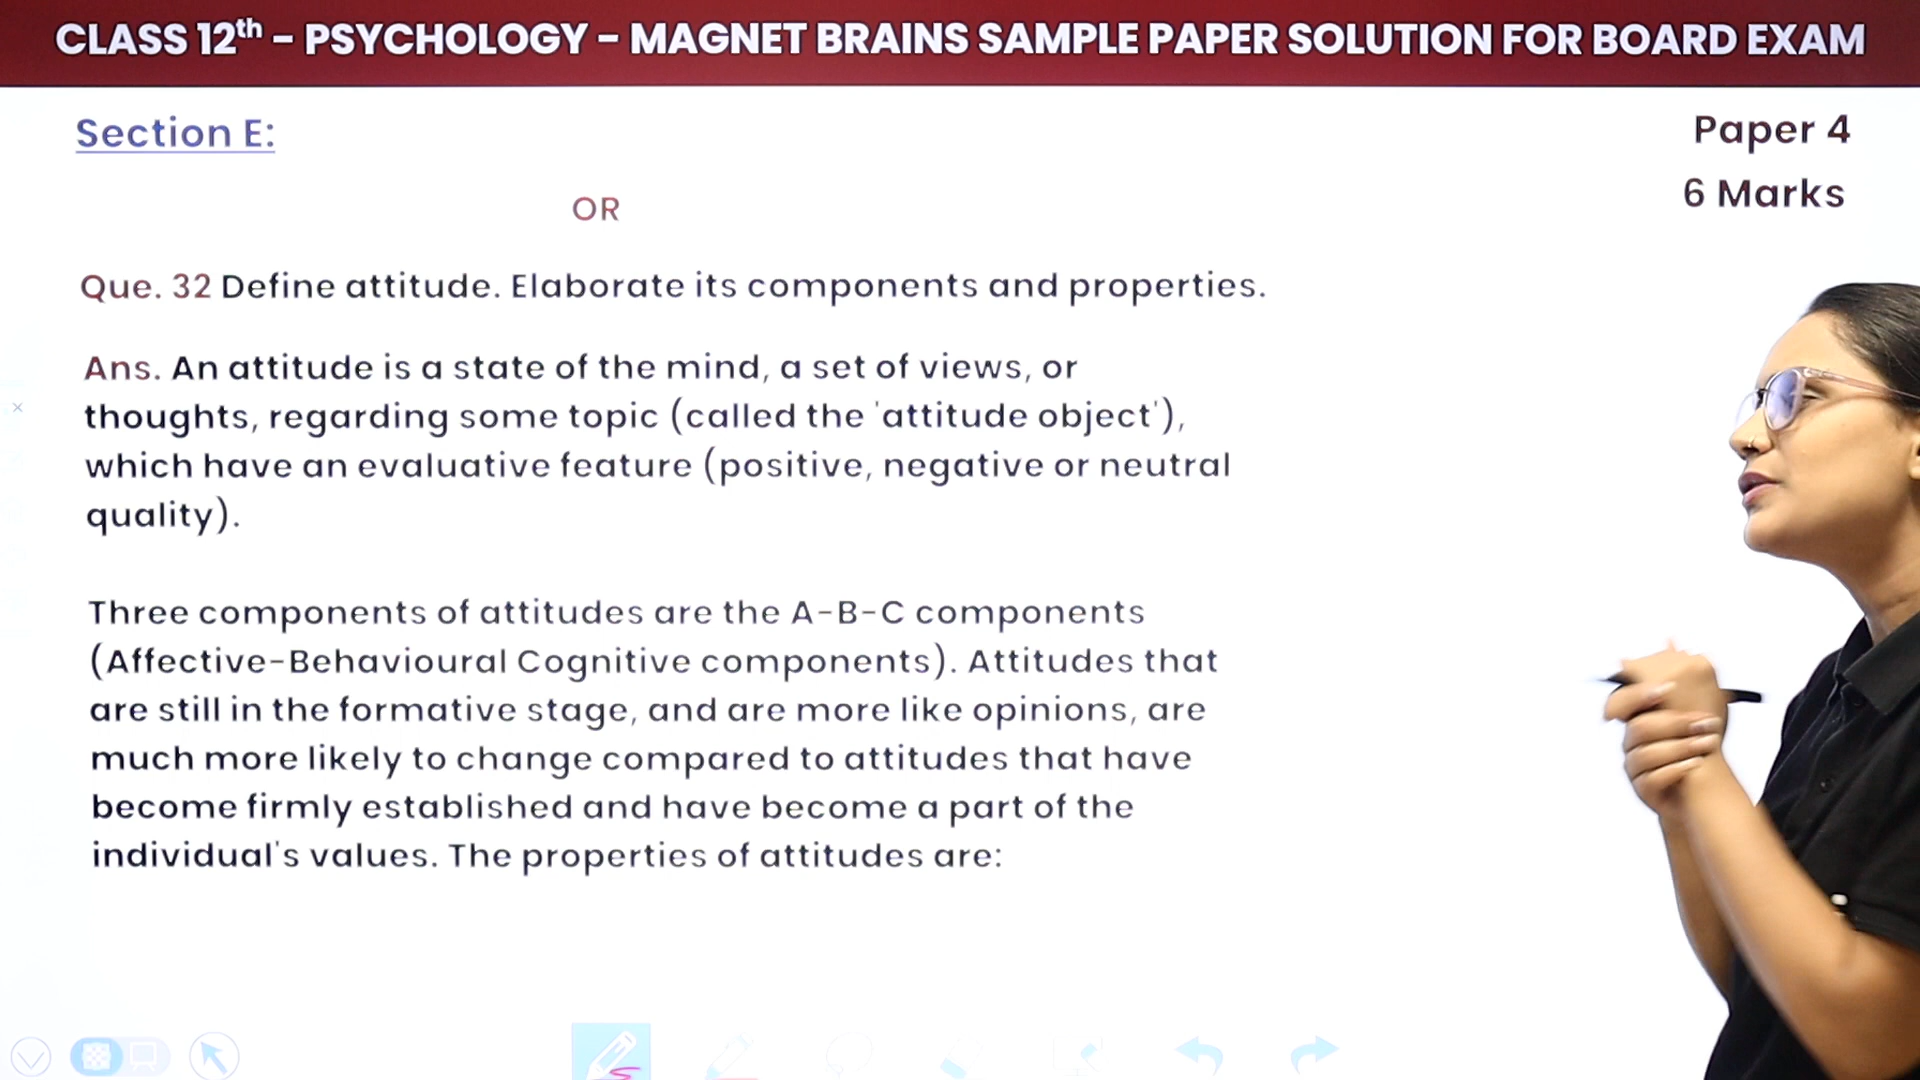 CLASS 12th – PSYCHOLOGY – MAGNET BRAINS SAMPLE PAPER SOLUTION FOR BOARD EXAM
Section E:
Paper 4
6 Marks
OR
Que. 32 Define attitude. Elaborate its components and properties.
Ans. An attitude is a state of the mind, a set of views, or
thoughts, regarding some topic (called the 'attitude object'),
which have an evaluative feature (positive, negative or neutral
quality).
Three components of attitudes are the A-B-C components
(Affective-Behavioural Cognitive components). Attitudes that
are still in the formative stage, and are more like opinions, are
much more likely to change compared to attitudes that have
become firmly established and have become a part of the
individual's values. The properties of attitudes are: